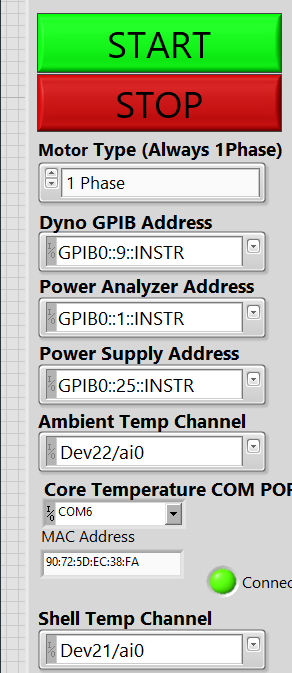 START
STOP
Motor Type (Always 1Phase)
1 Phase
Dyno GPIB Address
GPIB0::9::INSTR
Power Analyzer Address
GPIB0::1::INSTR
Power Supply Address
GPIB0::25::INSTR
Ambient Temp Channel
Dev22/ai0
Core Temperature COM POR
COM6
MAC Address
90:72:5D:EC:38:FA
Connec
Shell Temp Channel
Dev21/ai0